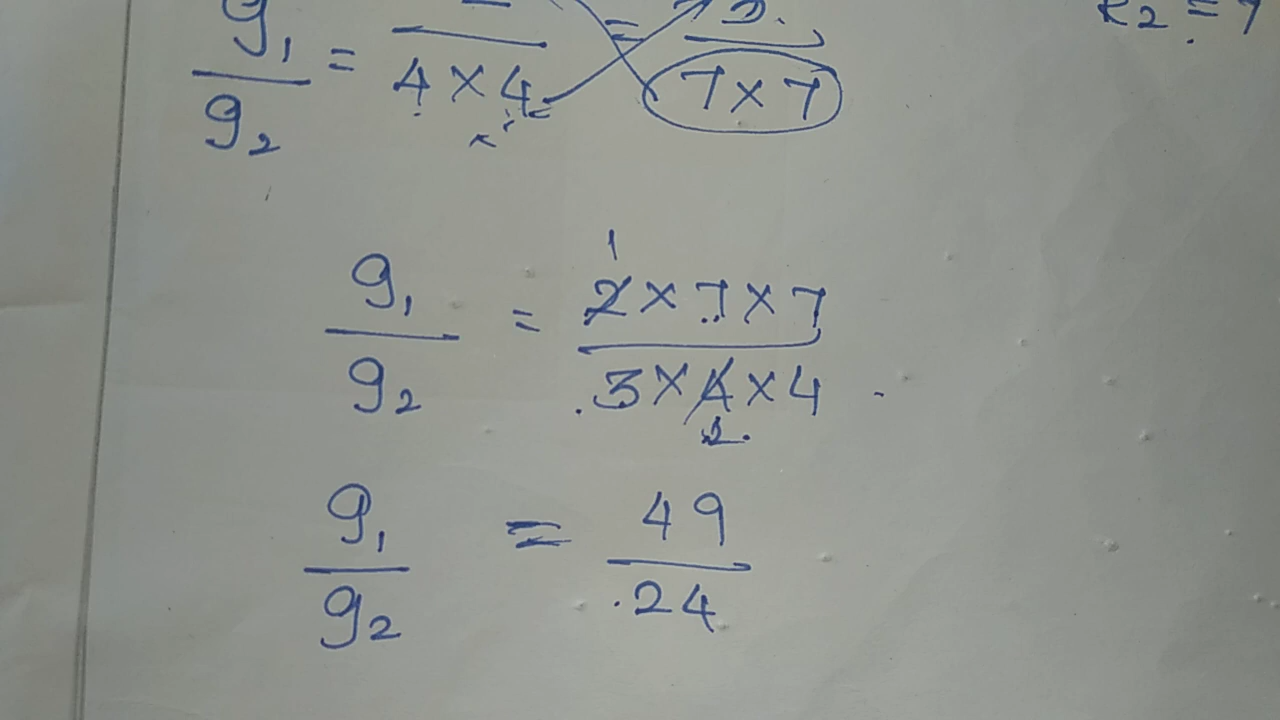 g₁ = = R₂ = 7
g₂ 4 × 4 7 × 7
1
g₁ = 2 × 7 × 7
g₂ 3 × 4 × 4
2
g₁ = 49
g₂ 24